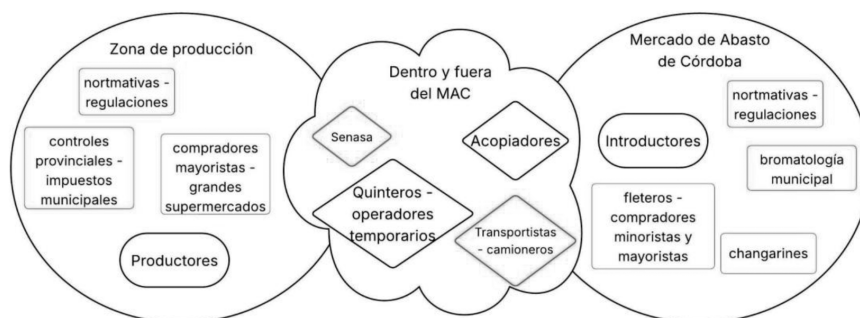 Zona de producción
nortmativas -
regulaciones
controles
provinciales -
impuestos
municipales
compradores
mayoristas -
grandes
supermercados
Productores
Dentro y fuera
del MAC
Senasa
Acopiadores
Quinteros -
operadores
temporarios
Transportistas
- camioneros
Mercado de Abasto
de Córdoba
nortmativas -
regulaciones
Introductores
bromatología
municipal
fleteros -
compradores
minoristas y
mayoristas
changarines